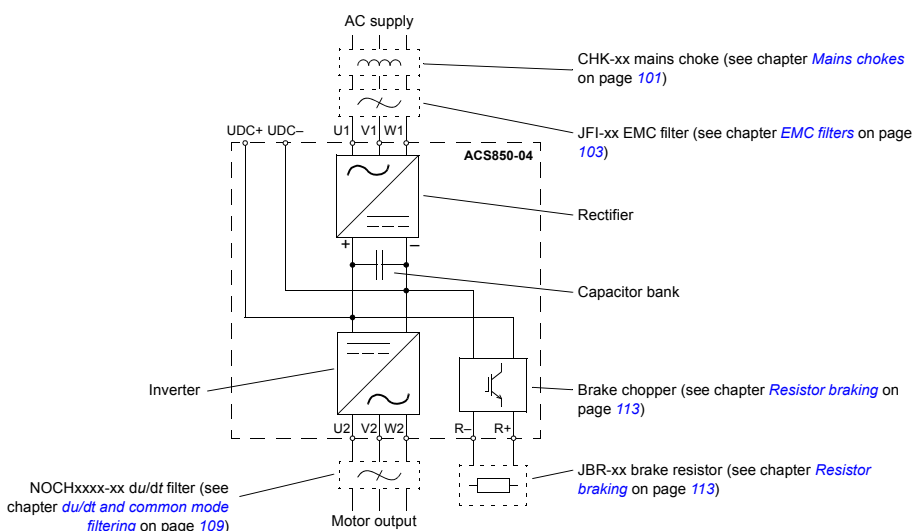 AC supply
CHK-xx mains choke (see chapter Mains chokes
on page 101)
JFI-xx EMC filter (see chapter EMC filters on page
103)
UDC+ UDC– U1 V1 W1
ACS850-04
Rectifier
+ –
Capacitor bank
Inverter
Brake chopper (see chapter Resistor braking on
page 113)
U2 V2 W2 R– R+
JBR-xx brake resistor (see chapter Resistor
braking on page 113)
NOCHxxxx-xx du/dt filter (see
chapter du/dt and common mode
filtering on page 109)
Motor output